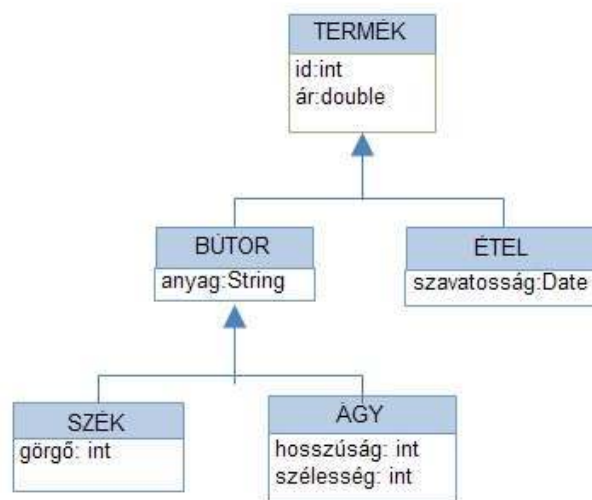 TERMÉK
id:int
ár:double
BÚTOR
anyag:String
ÉTEL
szavatosság:Date
SZÉK
görgő: int
ÁGY
hosszúság: int
szélesség: int